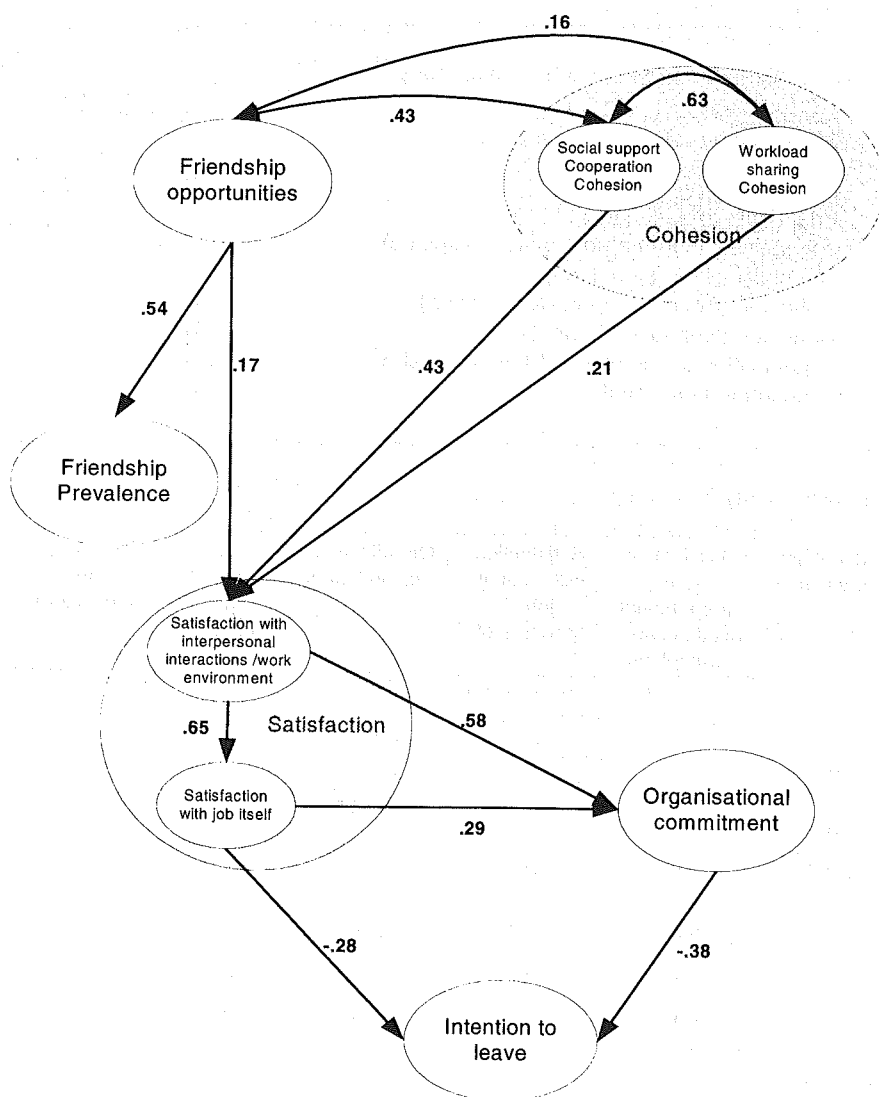 .16
.63
.43
Friendship
opportunities
Social support
Cooperation
Cohesion
Workload
sharing
Cohesion
Cohesion
.54
.17
.43
.21
Friendship
Prevalence
Satisfaction with
interpersonal
interactions /work
environment
.65
Satisfaction
.58
Satisfaction
with job itself
.29
Organisational
commitment
-.28
-.38
Intention to
leave